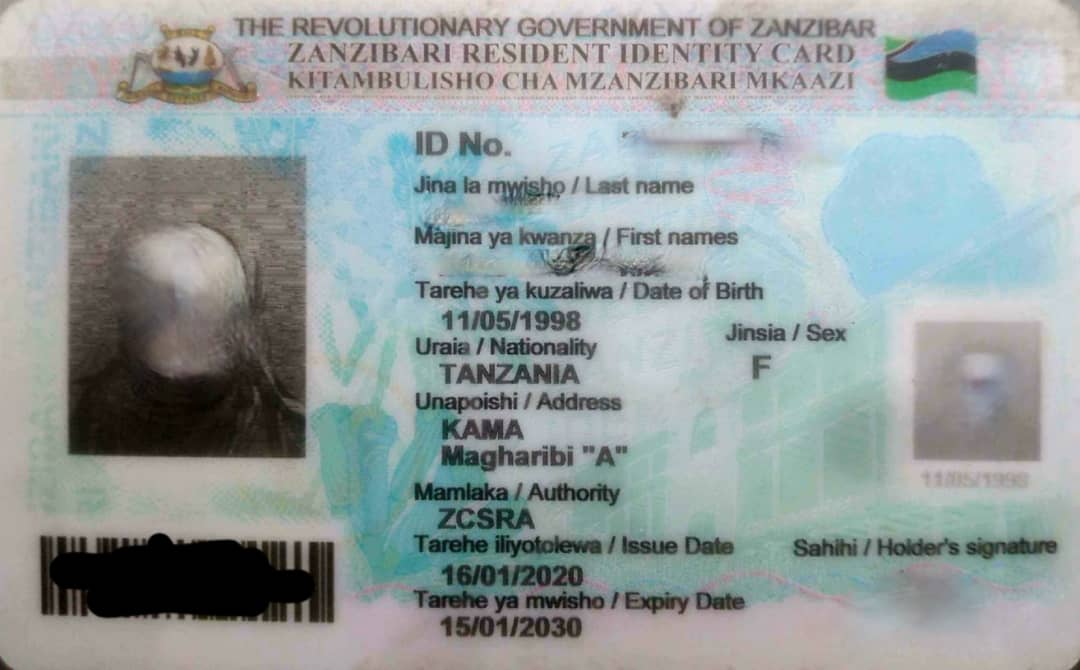 THE REVOLUTIONARY GOVERNMENT OF ZANZIBAR
ZANZIBARI RESIDENT IDENTITY CARD
KITAMBULISHO CHA MZANZIBARI MKAAZI
ID No.
Jina la mwisho / Last name
Majina ya kwanza / First names
Tarehe ya kuzaliwa / Date of Birth
11/05/1998
Jinsia / Sex
F
Uraia / Nationality
TANZANIA
Unapoishi / Address
KAMA
Magharibi "A"
11/05/1998
Mamlaka / Authority
ZCSRA
Tarehe iliyotolewa / Issue Date
16/01/2020
Sahihi / Holder's signature
Tarehe ya mwisho / Expiry Date
15/01/2030